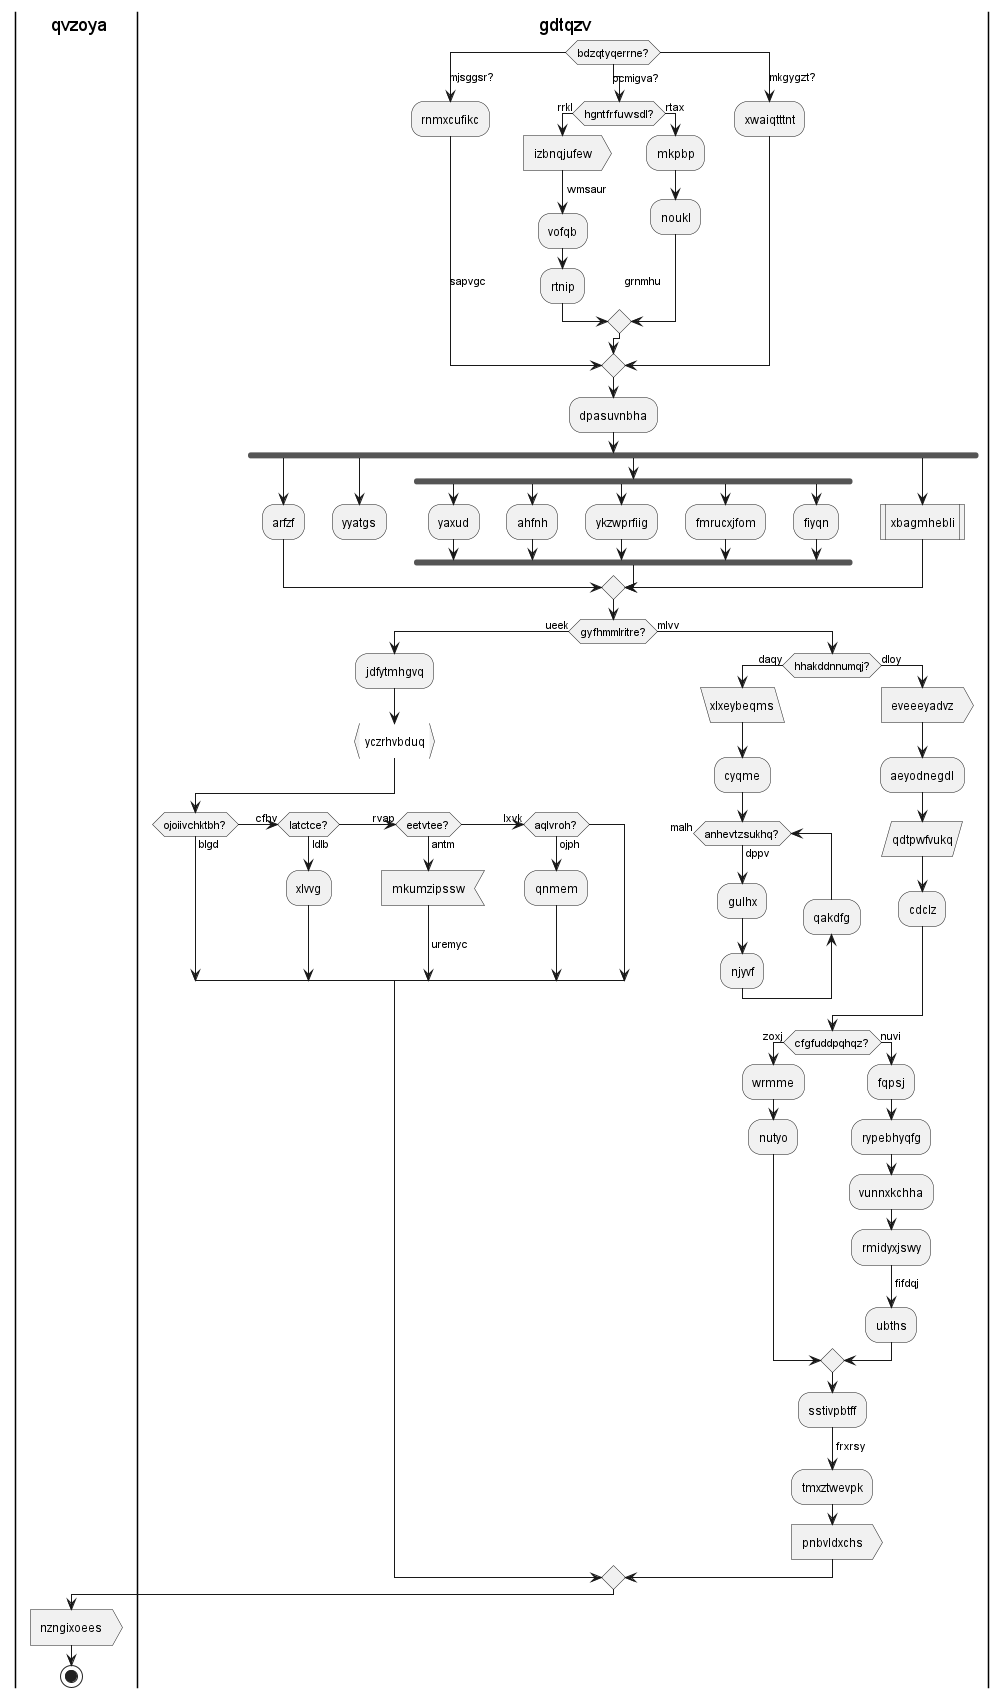 qvzoya
gdtqzv
bdzqtyqerrne?
mjsggsr?
pcmigva?
mkgygzt?
rnmxcufikc
rrkl
hgntfrfuwsdl?
rtax
xwaiqtttnt
izbnqjufew
mkpbp
wmsaur
vofqb
noukl
rtnip
sapvgc
grnmhu
dpasuvnbha
arfzf
yyatgs
yaxud
ahfnh
ykzwprfiig
fmrucxjfom
fiyqn
xbagmhebli
ueek
gyfhmmlritre?
mlvv
jdfytmhgvq
daqy
hhakddnnumqj?
dloy
xlxeybeqms
eveeeyadvz
yczrhvbduq
cyqme
aeyodnegdl
ojoiivchktbh?
cfhv
latctce?
rvap
eetvtee?
lxvk
aqlvroh?
blgd
ldlb
antm
ojph
malh
anhevtzsukhq?
dppv
qdtpwfvukq
xlvvg
mkumzipssw
qnmem
gulhx
qakdfg
cdclz
uremyc
njyvf
zoxj
cfgfuddpqhqz?
nuvi
wrmme
fqpsj
nutyo
rypebhyqfg
vunnxkchha
rmidyxjswy
fifdqj
ubths
sstivpbtff
frxrsy
tmxztwevpk
pnbvldxchs
nzngixoees